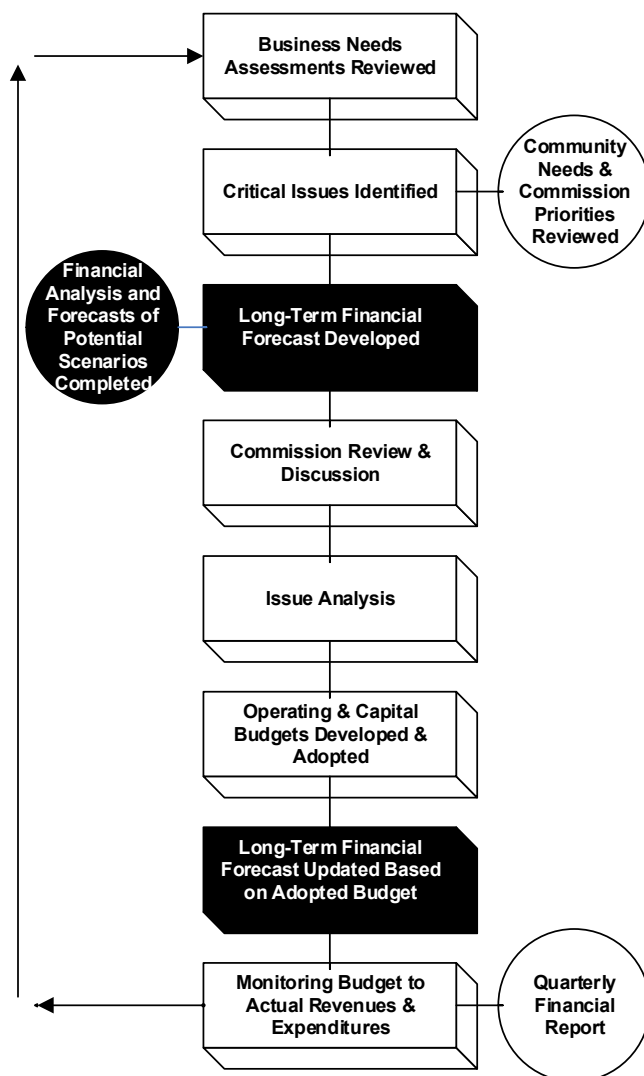 Business Needs
Assessments Reviewed
Critical Issues Identified
Community
Needs &
Commission
Priorities
Reviewed
Financial
Analysis and
Forecasts of
Potential
Scenarios
Completed
Long-Term Financial
Forecast Developed
Commission Review &
Discussion
Issue Analysis
Operating & Capital
Budgets Developed &
Adopted
Long-Term Financial
Forecast Updated Based
on Adopted Budget
Monitoring Budget to
Actual Revenues &
Expenditures
Quarterly
Financial
Report